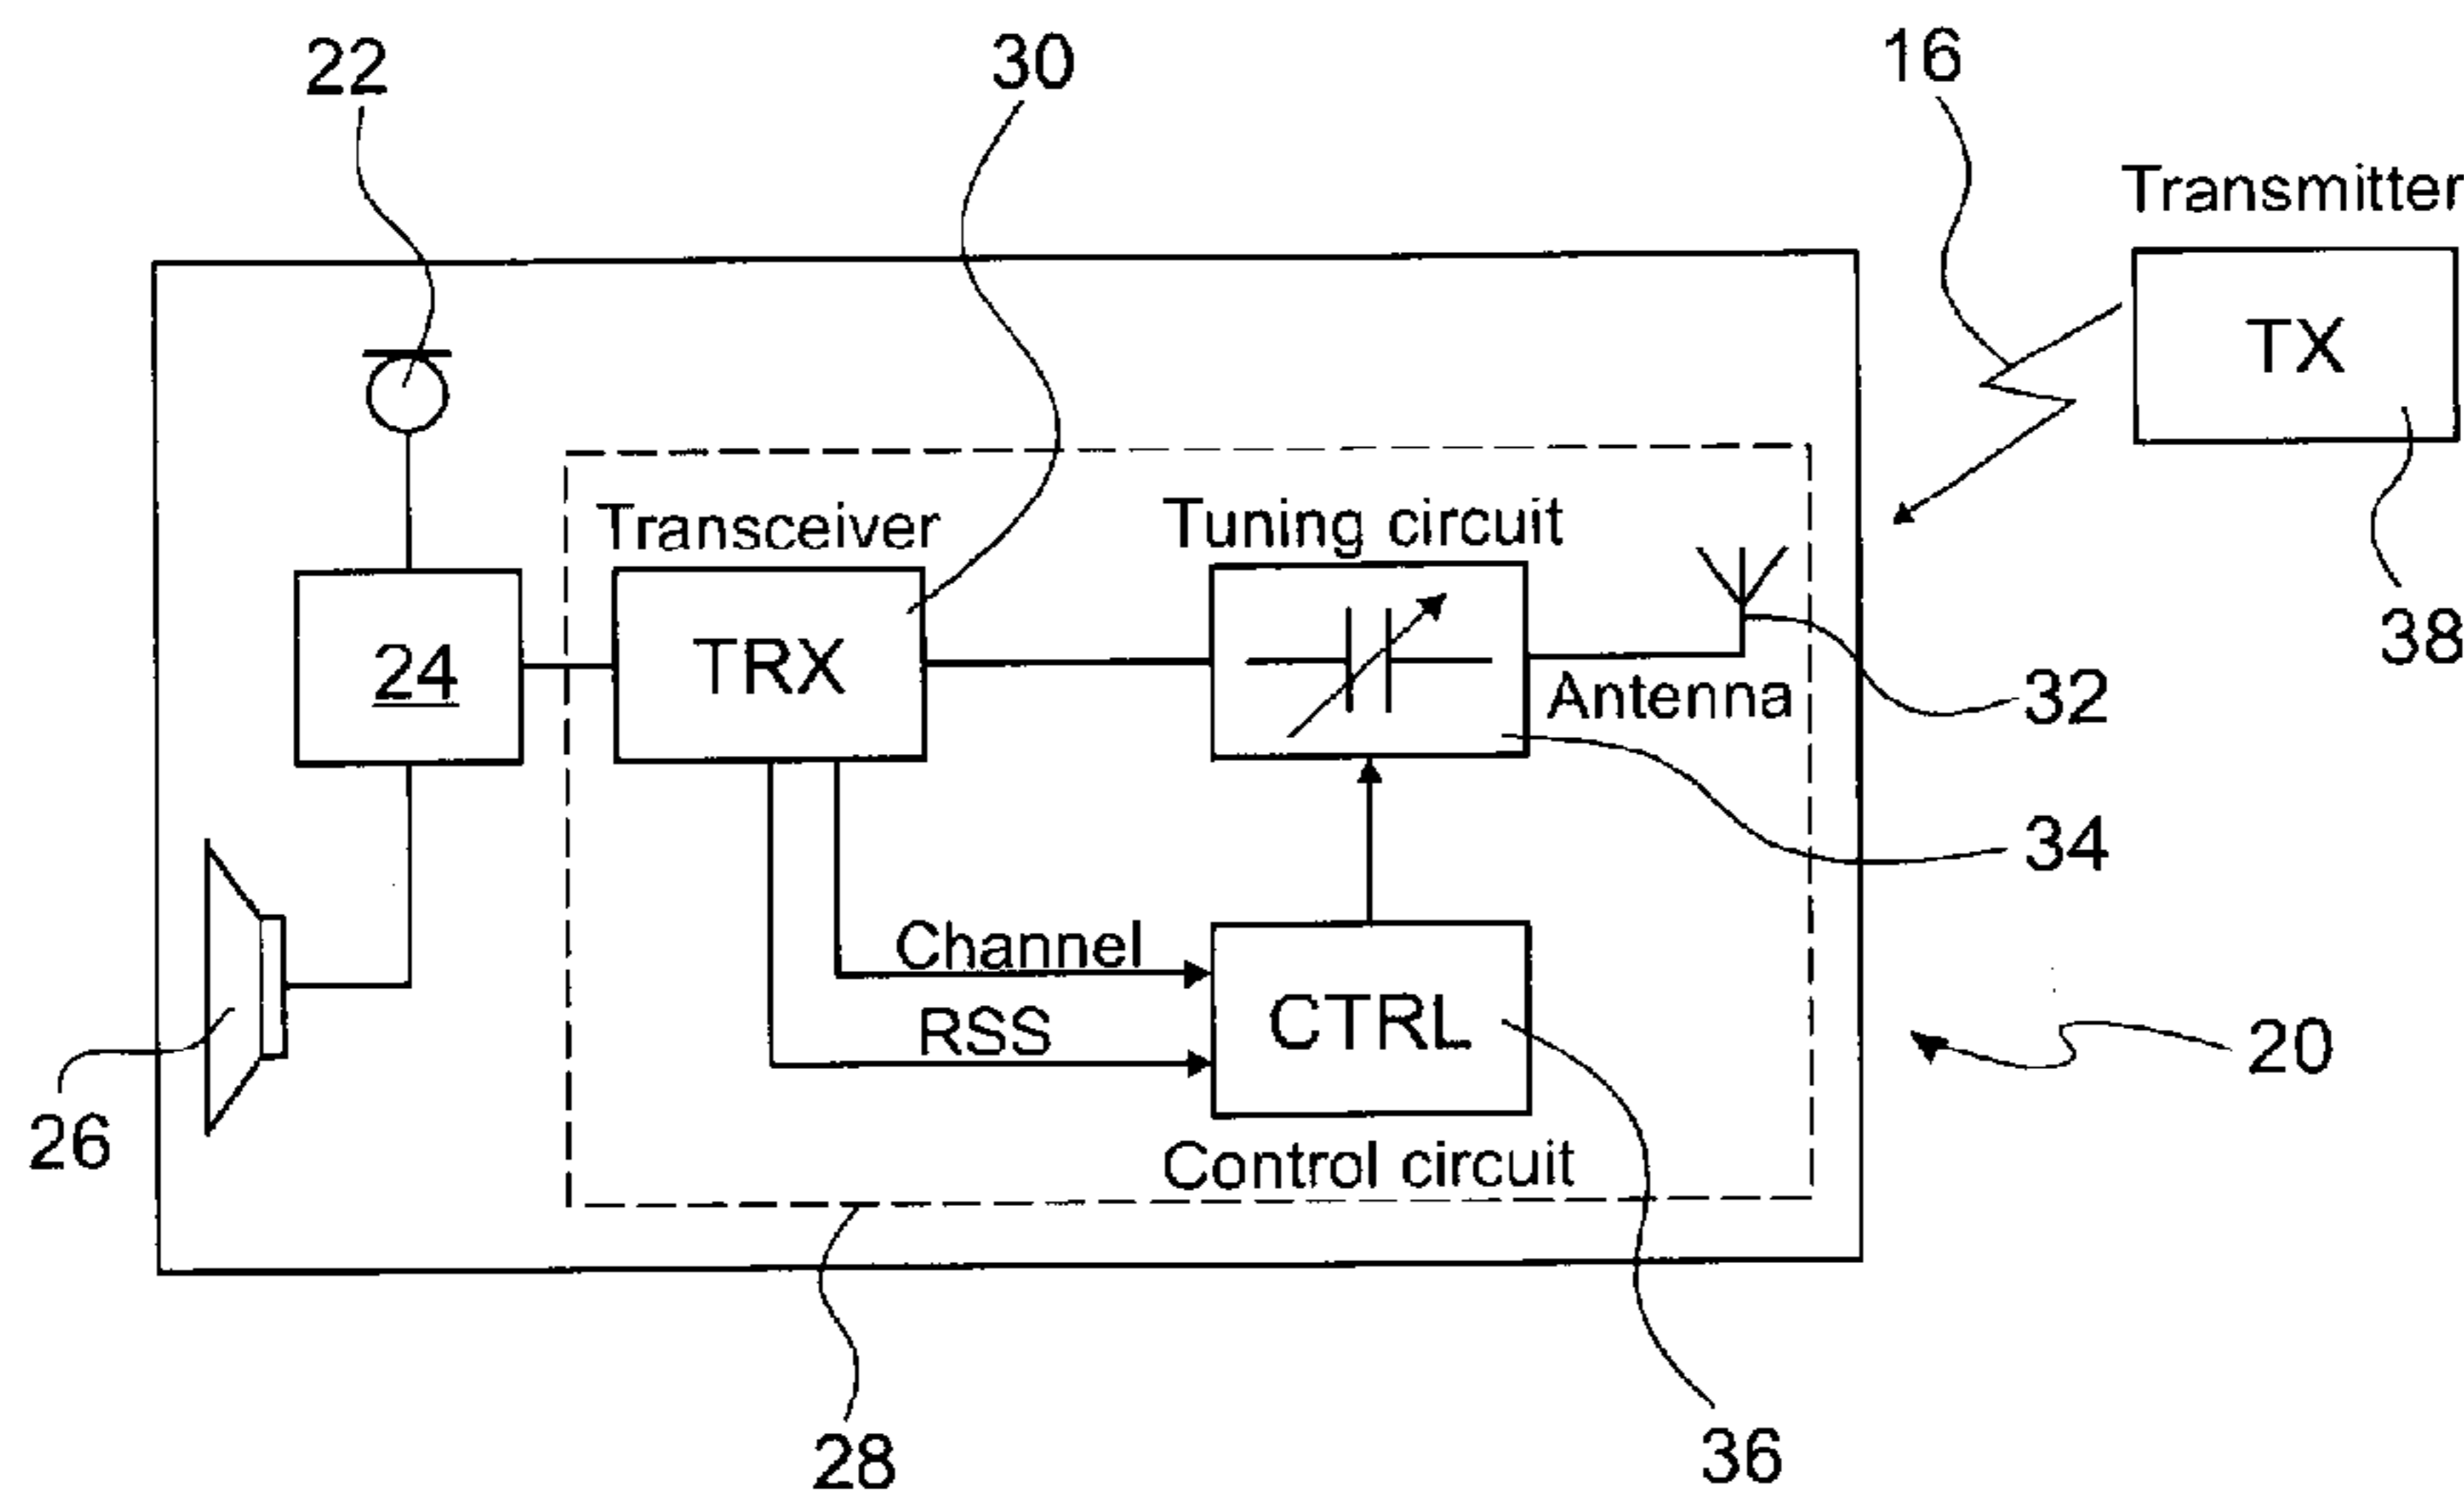 22
30
16
Transmitter
TX
38
Transceiver
Tuning circuit
24
TRX
Antenna
32
34
Channel
RSS
CTRL
20
26
Control circuit
28
36